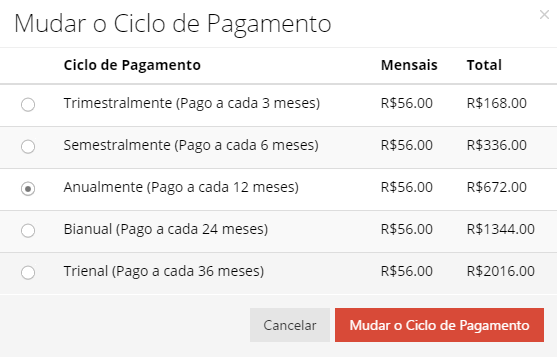 Mudar o Ciclo de Pagamento
×
Ciclo de Pagamento Mensais Total
Trimestralmente (Pago a cada 3 meses) R$56.00 R$168.00
Semestralmente (Pago a cada 6 meses) R$56.00 R$336.00
Anualmente (Pago a cada 12 meses) R$56.00 R$672.00
Bianual (Pago a cada 24 meses) R$56.00 R$1344.00
Trienal (Pago a cada 36 meses) R$56.00 R$2016.00
Cancelar Mudar o Ciclo de Pagamento